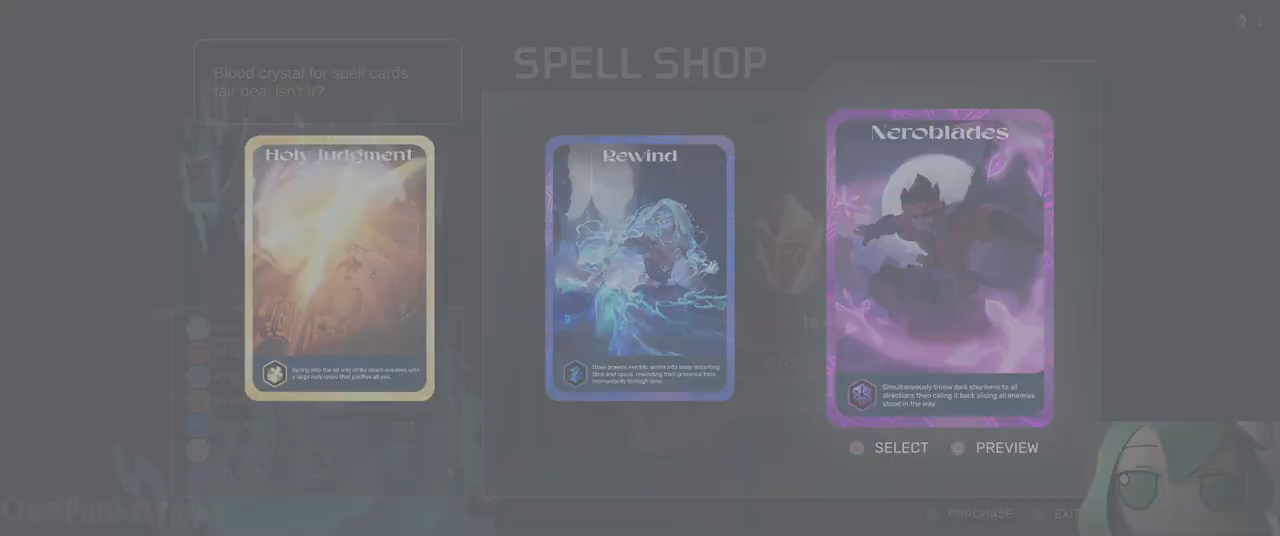 Blood crystal for spell cards
fair deal isn't it?
SPELL SHOP
Holy Judgment
Spring into the air and strike down enemies with
a large holy cross that purifies all evil.
Rewind
Draw powers electric anima into body distorting
time and space, rewinding their presence back
momentarily through time.
Neroblades
Simultaneously throw dark shurikens to all
directions then calling it back slicing all enemies
stood in the way.
SELECT
PREVIEW
to
PURCHASE
EXIT